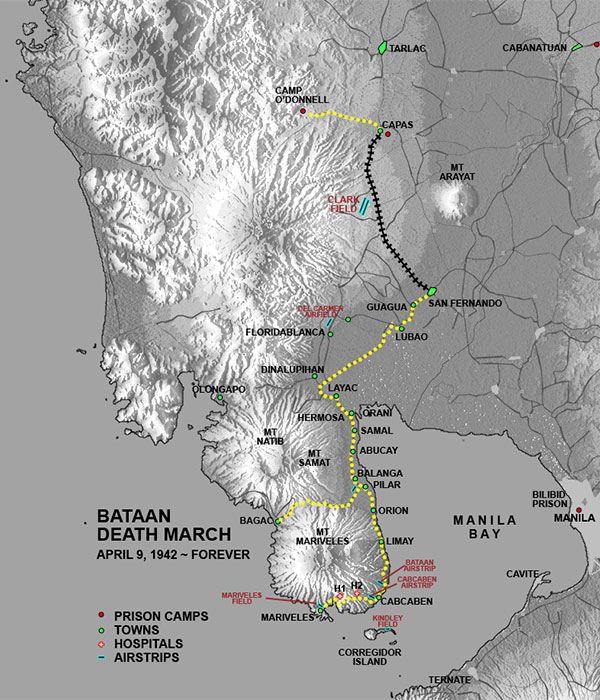 TARLAC
CABANATUAN
CAMP
O'DONNELL
CAPAS
MT
ARAYAT
CLARK
FIELD
SAN FERNANDO
GUAGUA
DEL CARMEN
AIRFIELD
FLORIDABLANCA
LUBAO
DINALUPIHAN
OLONGAPO
LAYAC
HERMOSA
ORANI
SAMAL
MT
NATIB
ABUCAY
MT
SAMAT
BALANGA
PILAR
BAGAC
ORION
MT
MARIVELES
LIMAY
BILIBID
PRISON
MANILA
MANILA
BAY
BATAAN
DEATH MARCH
APRIL 9, 1942 ~ FOREVER
BATAAN
AIRSTRIP
CABCABEN
AIRSTRIP
CAVITE
H1
H2
MARIVELES
FIELD
CABCABEN
MARIVELES
KINDLEY
FIELD
CORREGIDOR
ISLAND
TERNATE
PRISON CAMPS
TOWNS
HOSPITALS
AIRSTRIPS